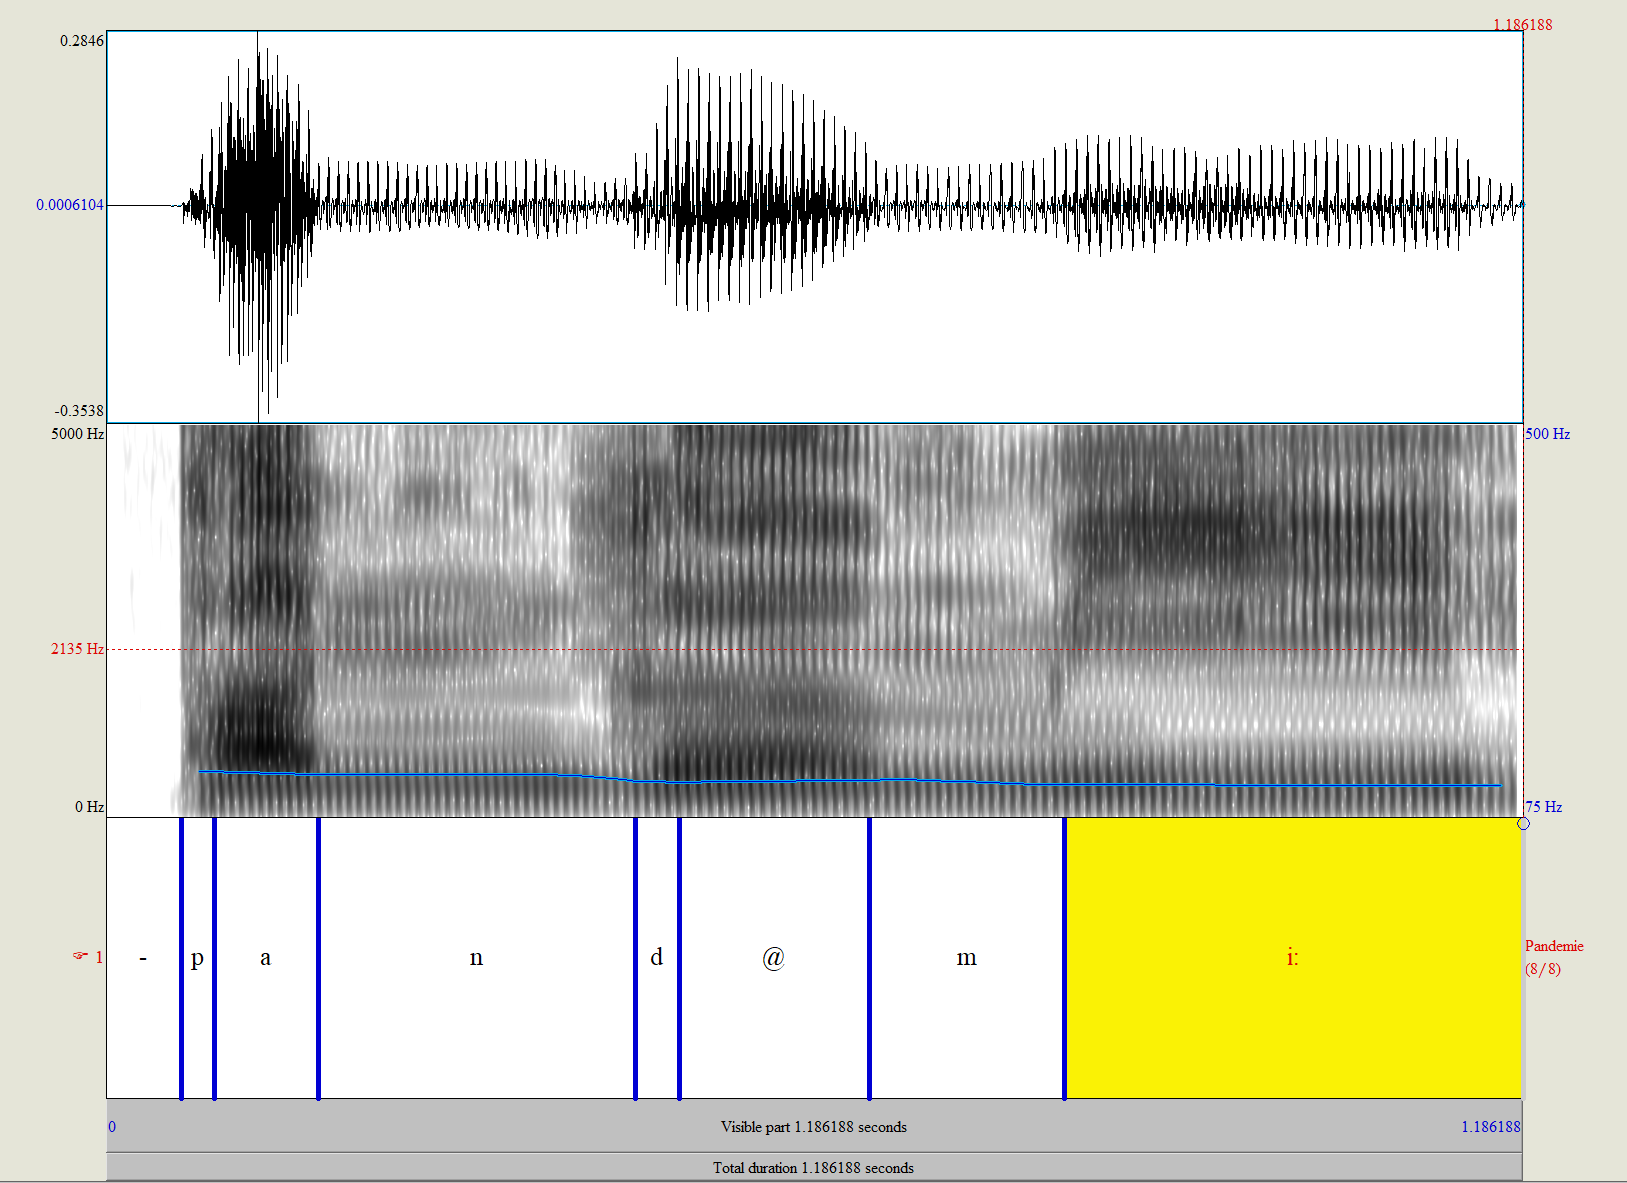 1.186188
0.2846
0.0006104
-0.3538
5000 Hz
500 Hz
2135 Hz
0 Hz
75 Hz
☞ 1
- p a n d @ m i:
Pandemie
(8/8)
0
Visible part 1.186188 seconds
1.186188
Total duration 1.186188 seconds